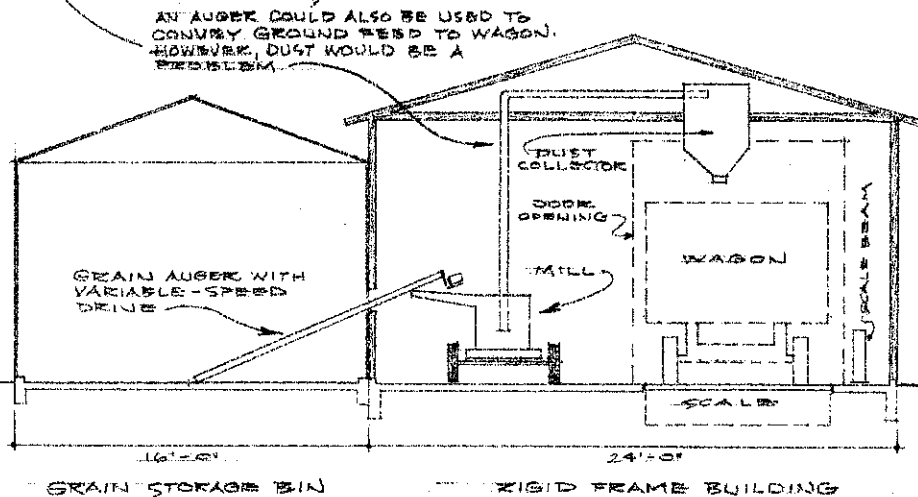 AN AUGER COULD ALSO BE USED TO
CONVEY GROUND FEED TO WAGON.
HOWEVER, DUST WOULD BE A
PROBLEM
DUST
COLLECTOR
DOOR
OPENING
SCALE BEAM
WAGON
GRAIN AUGER WITH
VARIABLE-SPEED
DRIVE
MILL
SCALE
16'-0"
24'-0"
GRAIN STORAGE BIN
RIGID FRAME BUILDING